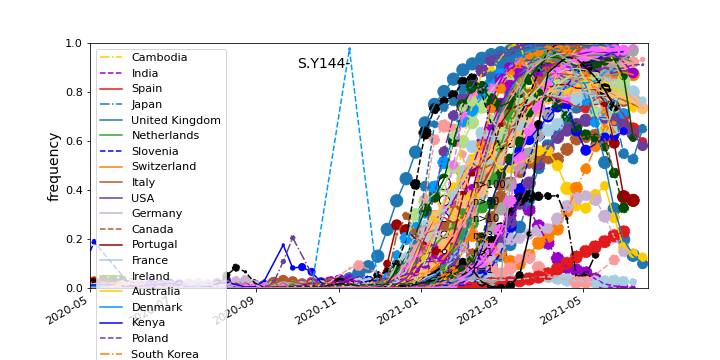 S.Y144-
frequency
1.0
0.8
0.6
0.4
0.2
0.0
Cambodia
India
Spain
Japan
United Kingdom
Netherlands
Slovenia
Switzerland
Italy
USA
Germany
Canada
Portugal
France
Ireland
Australia
Denmark
Kenya
Poland
South Korea
n>100
n>10
2020-05
2020-09
2020-11
2021-01
2021-03
2021-05